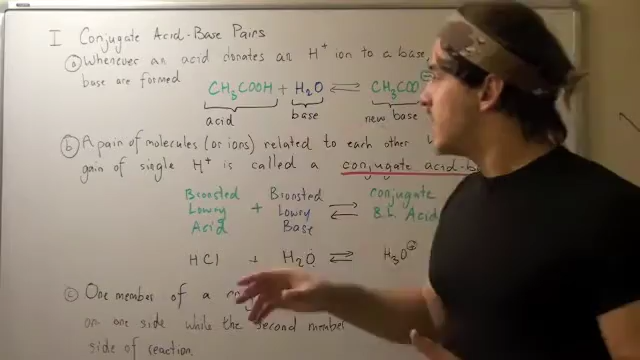 I Conjugate Acid-Base Pairs
ⓐ Whenever an acid donates an H⁺ ion to a base,
base are formed
CH₃COOH + H₂O ⇌ CH₃COO⊖
acid base new base
ⓑ A pair of molecules (or ions) related to each other
gain of single H⁺ is called a conjugate acid-b
Bronsted Lowry Acid + Bronsted Lowry Base ⇌ conjugate B.L. Acid
HCl + H₂O ⇌ H₃O⊕
ⓒ One member of a
on one side while the second member
side of reaction.